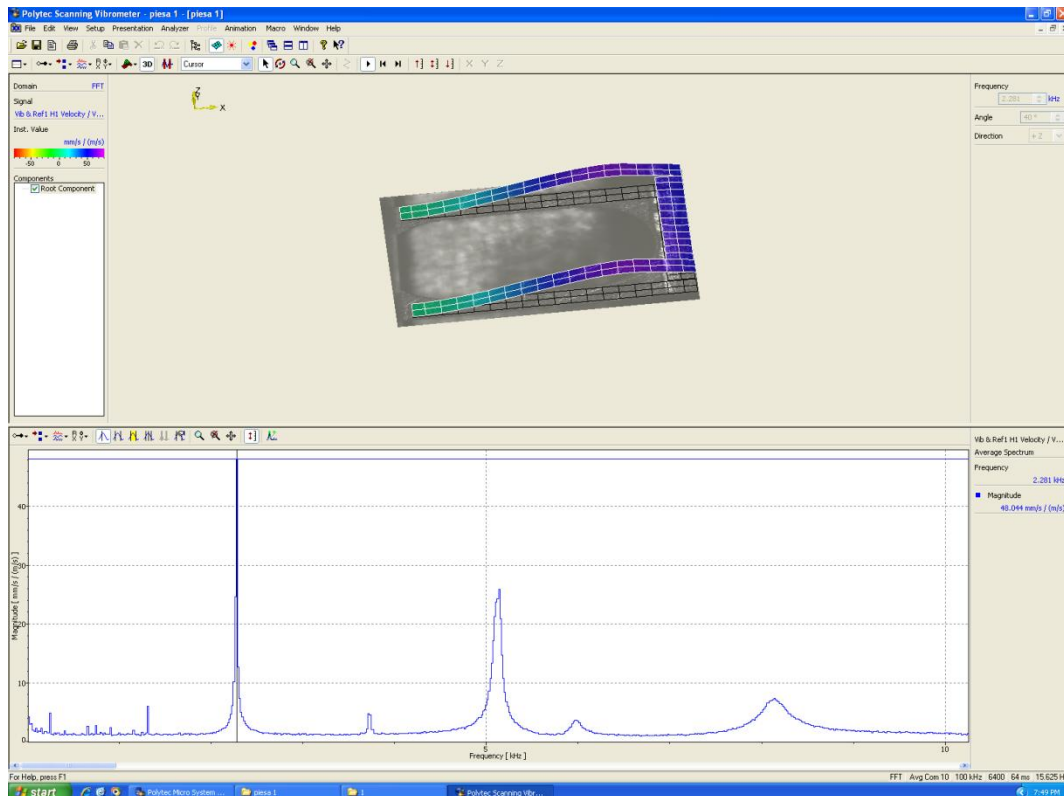 Polytec Scanning Vibrometer - piesa 1 - [piesa 1]
File Edit View Setup Presentation Analyzer Profile Animation Macro Window Help
3D Cursor X Y Z
Domain FFT
Signal
Vib & Ref1 H1 Velocity / V...
Inst. Value
mm/s / (m/s)
-50 0 50
Components
Root Component
Z
X
Frequency
2.281 kHz
Angle 40 °
Direction + Z
Vib & Ref1 H1 Velocity / V...
Average Spectrum
Frequency
2.281 kHz
Magnitude
48.044 mm/s / (m/s)
Magnitude [ mm/s / (m/s) ]
40
30
20
10
0
5 10
Frequency [ kHz ]
For Help, press F1 FFT Avg Com 10 100 kHz 6400 64 ms 15.625 H
start Polytec Micro System ... piesa 1 1 Polytec Scanning Vibr... 7:49 PM